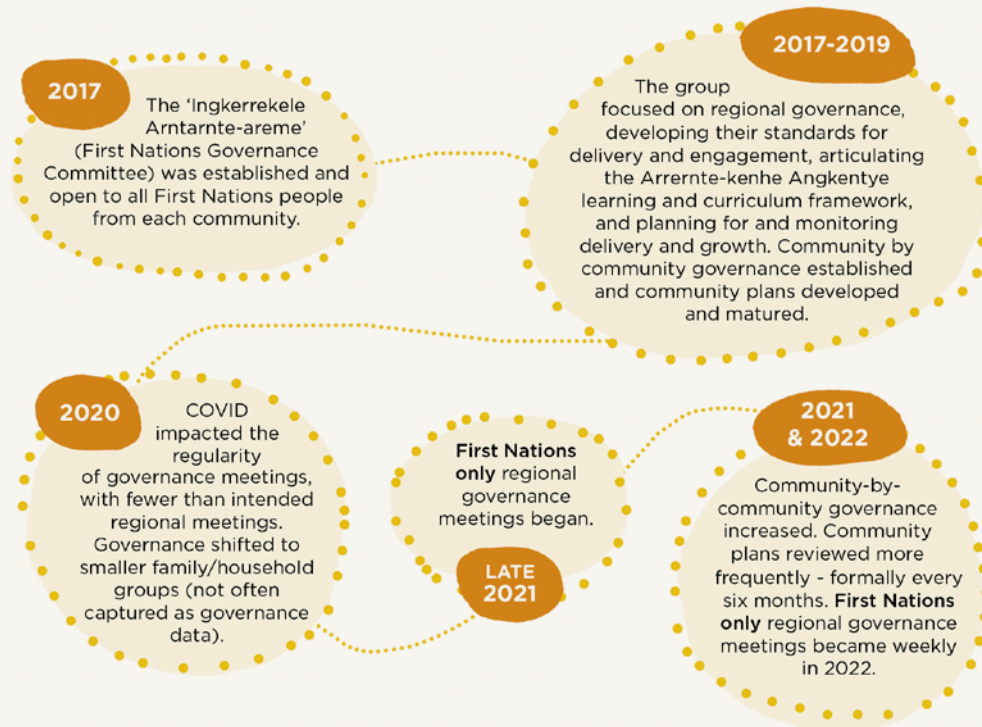 2017
The ‘Ingkerrekele
Arntarnte-areme’
(First Nations Governance
Committee) was established and
open to all First Nations people
from each community.
2017-2019
The group
focused on regional governance,
developing their standards for
delivery and engagement, articulating
the Arrernte-kenhe Angkentye
learning and curriculum framework,
and planning for and monitoring
delivery and growth. Community by
community governance established
and community plans developed
and matured.
2020
COVID
impacted the
regularity
of governance meetings,
with fewer than intended
regional meetings.
Governance shifted to
smaller family/household
groups (not often
captured as governance
data).
First Nations
only regional
governance
meetings began.
LATE
2021
2021
& 2022
Community-by-
community governance
increased. Community
plans reviewed more
frequently - formally every
six months. First Nations
only regional governance
meetings became weekly
in 2022.